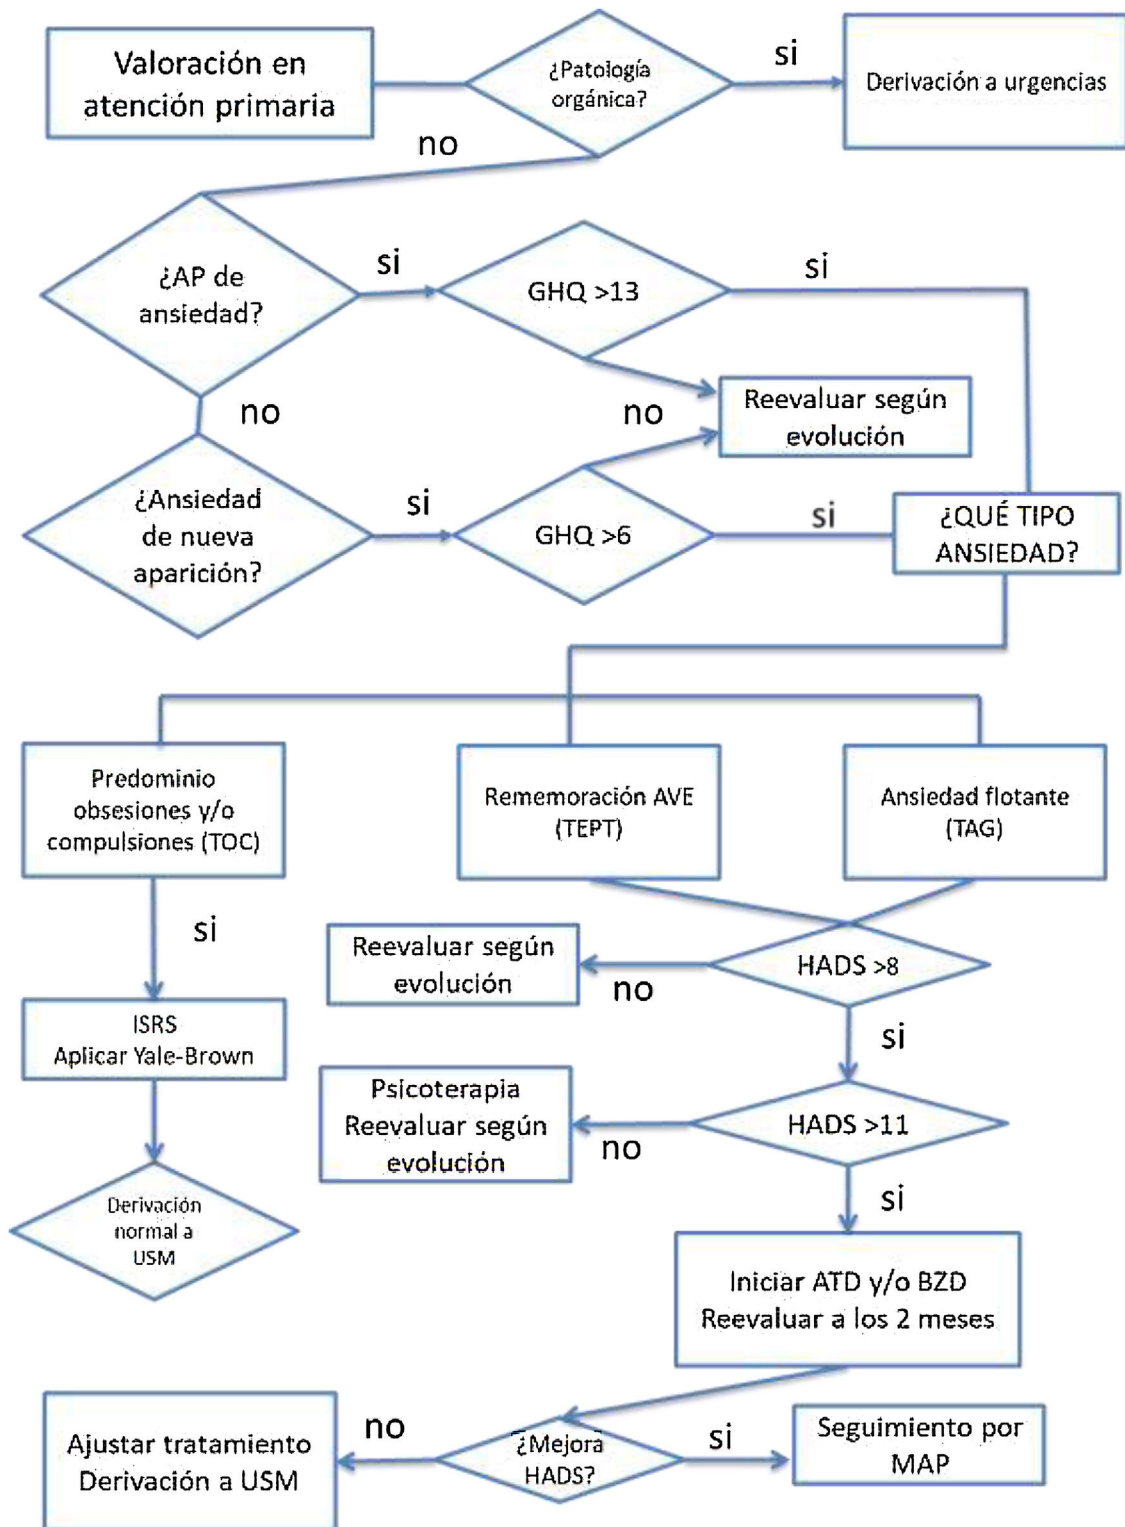 Valoración en
atención primaria
¿Patología
orgánica?
si
Derivación a urgencias
no
¿AP de
ansiedad?
si
GHQ >13
si
no
Reevaluar según
evolución
no
¿Ansiedad
de nueva
aparición?
si
GHQ >6
si
¿QUÉ TIPO
ANSIEDAD?
Predominio
obsesiones y/o
compulsiones (TOC)
Rememoración AVE
(TEPT)
Ansiedad flotante
(TAG)
si
Reevaluar según
evolución
no
HADS >8
si
ISRS
Aplicar Yale-Brown
Psicoterapia
Reevaluar según
evolución
no
HADS >11
si
Derivación
normal a
USM
Iniciar ATD y/o BZD
Reevaluar a los 2 meses
Ajustar tratamiento
Derivación a USM
no
¿Mejora
HADS?
si
Seguimiento por
MAP